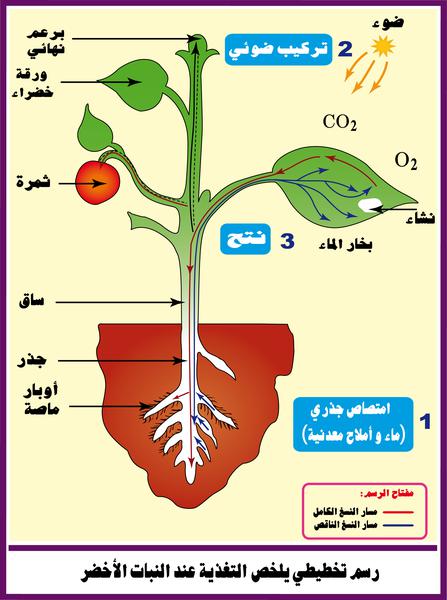 ضوء
برعم
نهائي
2 تركيب ضوئي
ورقة
خضراء
CO2
O2
ثمرة
نشاء
3 نتح
بخار الماء
ساق
جذر
أوبار
ماصة
1 امتصاص جذري
(ماء و أملاح معدنية)
مفتاح الرسم:
مسار النسغ الكامل
مسار النسغ الناقص
رسم تخطيطي يلخص التغذية عند النبات الأخضر